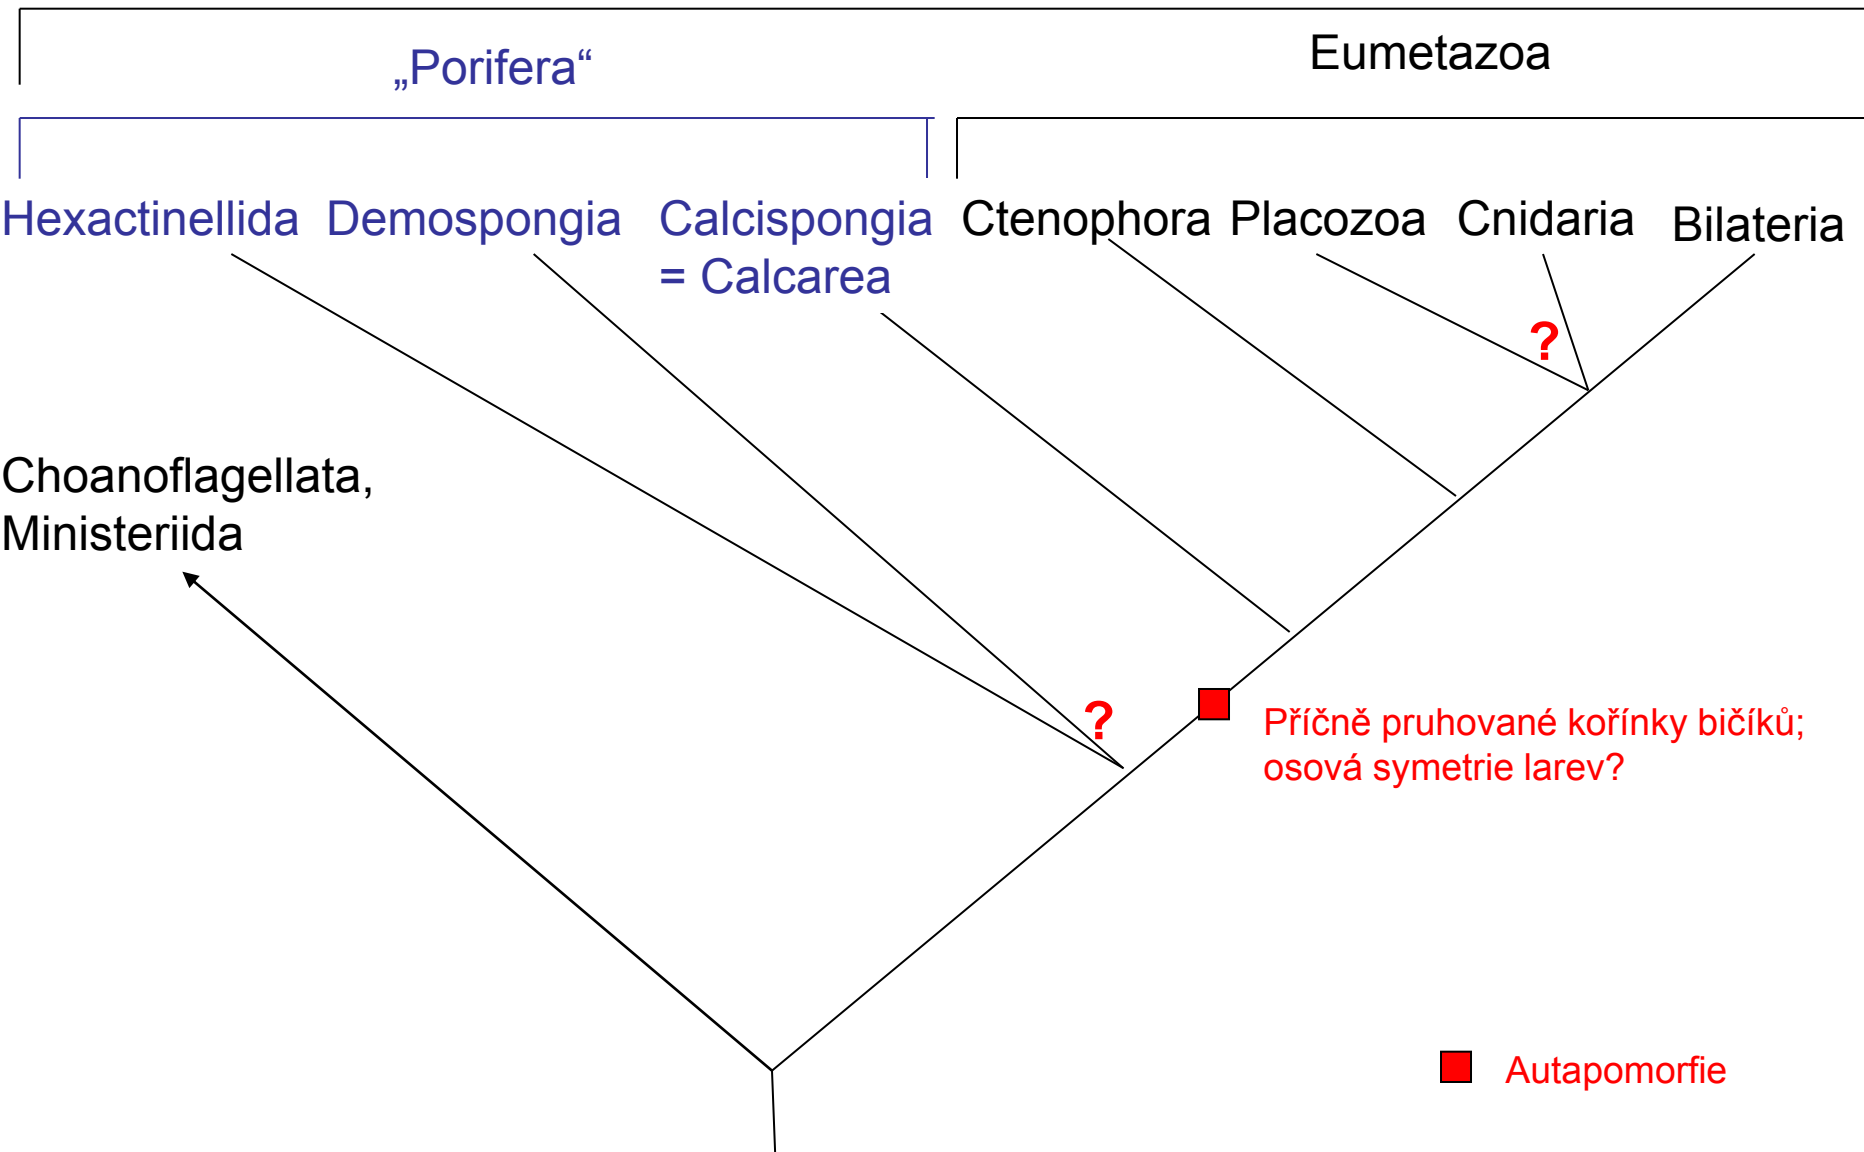 „Porifera“
Eumetazoa
Hexactinellida
Demospongia
Calcispongia
= Calcarea
Ctenophora
Placozoa
Cnidaria
Bilateria
?
Choanoflagellata,
Ministeriida
?
Příčně pruhované kořínky bičíků;
osová symetrie larev?
Autapomorfie